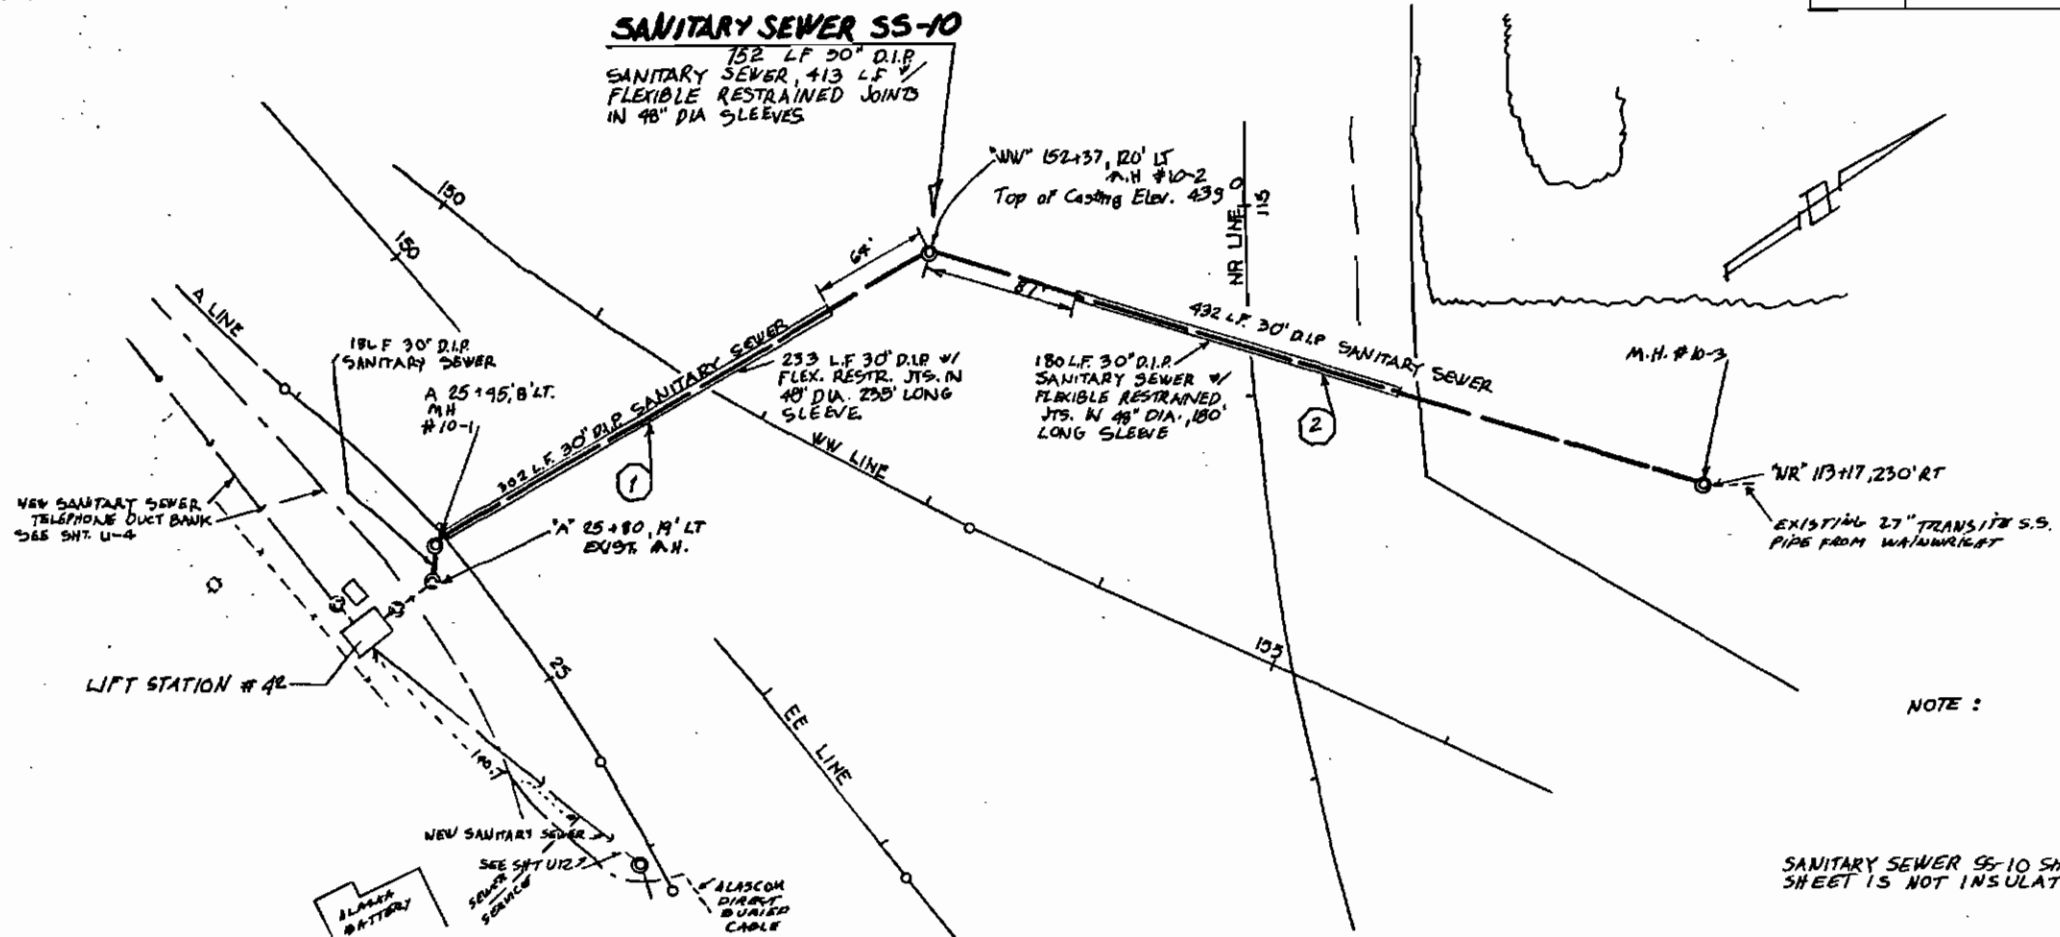 SANITARY SEWER SS-10
752 LF 30" D.I.P.
SANITARY SEWER, 413 L.F. W/
FLEXIBLE RESTRAINED JOINTS
IN 48" DIA SLEEVES
"WW" 152+37, 120' LT
M.H #10-2
Top of Casting Elev. 439
NR LINE
115
150
150
A LINE
18 L.F 30" D.I.P.
SANITARY SEWER
A 25+95, 8' LT.
MH
#10-1
64'
87'
302 L.F. 30" D.I.P. SANITARY SEWER
233 L.F 30" D.I.P. W/
FLEX. RESTR. JTS. IN
48" DIA. 235' LONG
SLEEVE
1
432 L.F. 30" D.I.P SANITARY SEWER
180 L.F. 30" D.I.P.
SANITARY SEWER W/
FLEXIBLE RESTRAINED
JTS. IN 48" DIA., 180'
LONG SLEEVE
2
M.H. #10-3
"NR" 113+17, 230' RT
EXISTING 27" TRANSITE S.S.
PIPE FROM WAINWRIGHT
WW LINE
NEW SANITARY SEWER
TELEPHONE DUCT BANK
SEE SHT. U-4
"A" 25+80, 19' LT
EXIST. M.H.
LIFT STATION #42
25
155
EE LINE
NOTE :
NEW SANITARY SEWER
SEE SHT U12
SEWER
SERVICE
ALASKA
BATTERY
ALASCOM
DIRECT
BURIED
CABLE
SANITARY SEWER SS-10
SHEET IS NOT